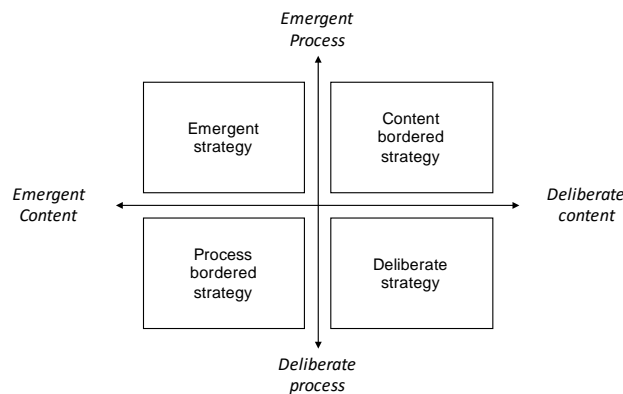 Emergent
Process
Emergent
strategy
Content
bordered
strategy
Emergent
Content
Deliberate
content
Process
bordered
strategy
Deliberate
strategy
Deliberate
process